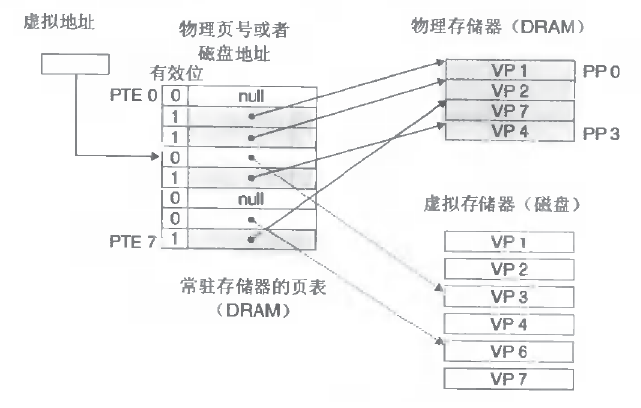 虚拟地址
物理页号或者
磁盘地址
有效位
PTE 0 0 null
1
1
0
1
0 null
0
PTE 7 1
常驻存储器的页表
（DRAM）
物理存储器（DRAM）
VP 1 PP 0
VP 2
VP 7
VP 4 PP 3
虚拟存储器（磁盘）
VP 1
VP 2
VP 3
VP 4
VP 6
VP 7